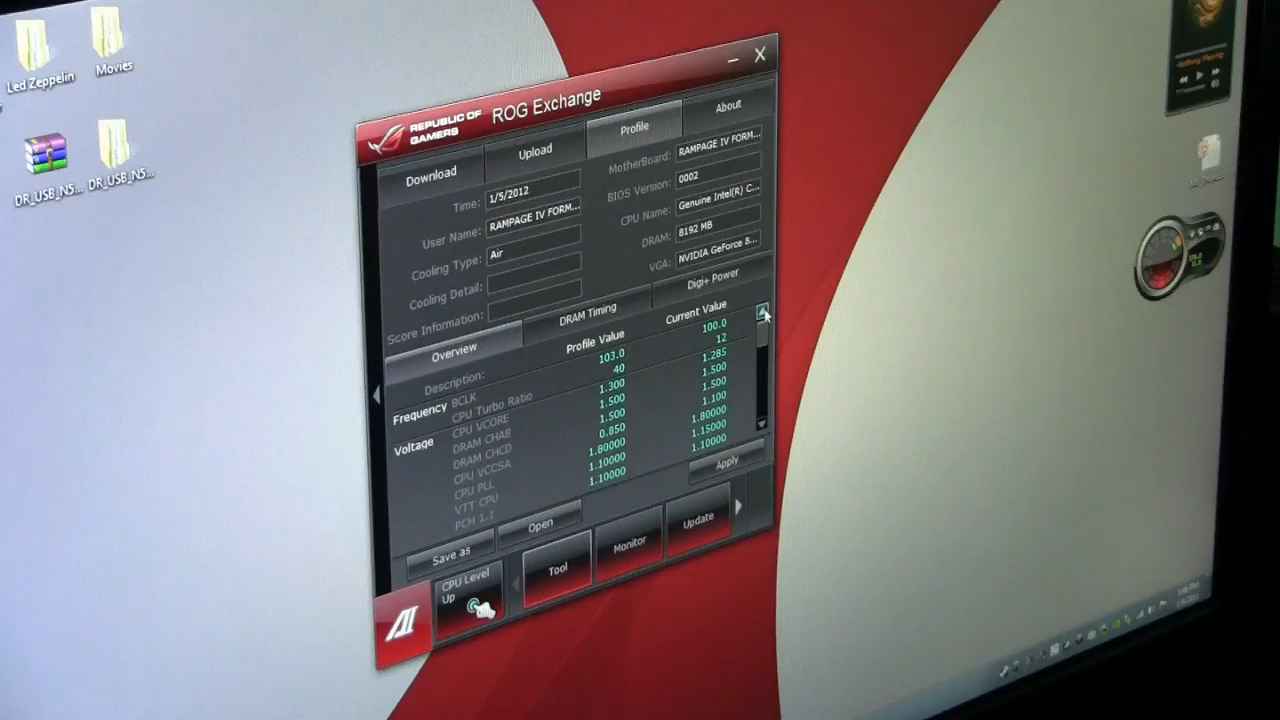 Led Zeppelin
Movies
DR_USB_N5...
DR_USB_N5...
Nothing Playing
REPUBLIC OF
GAMERS
ROG Exchange
Download
Upload
Profile
About
Time: 1/5/2012
User Name: RAMPAGE IV FORM...
Cooling Type: Air
Cooling Detail:
Score Information:
MotherBoard: RAMPAGE IV FORM...
BIOS Version: 0002
CPU Name: Genuine Intel(R) C...
DRAM: 8192 MB
VGA: NVIDIA GeForce 8...
Overview
DRAM Timing
Digi+ Power
Description:
Profile Value
Current Value
Frequency BCLK 103.0 100.0
CPU Turbo Ratio 40 12
Voltage CPU VCORE 1.300 1.285
DRAM CHAB 1.500 1.500
DRAM CHCD 1.500 1.500
CPU VCCSA 0.850 1.100
CPU PLL 1.80000 1.80000
VTT CPU 1.10000 1.15000
PCH 1.1 1.10000 1.10000
Apply
Save as
Open
CPU Level
Up
Tool
Monitor
Update